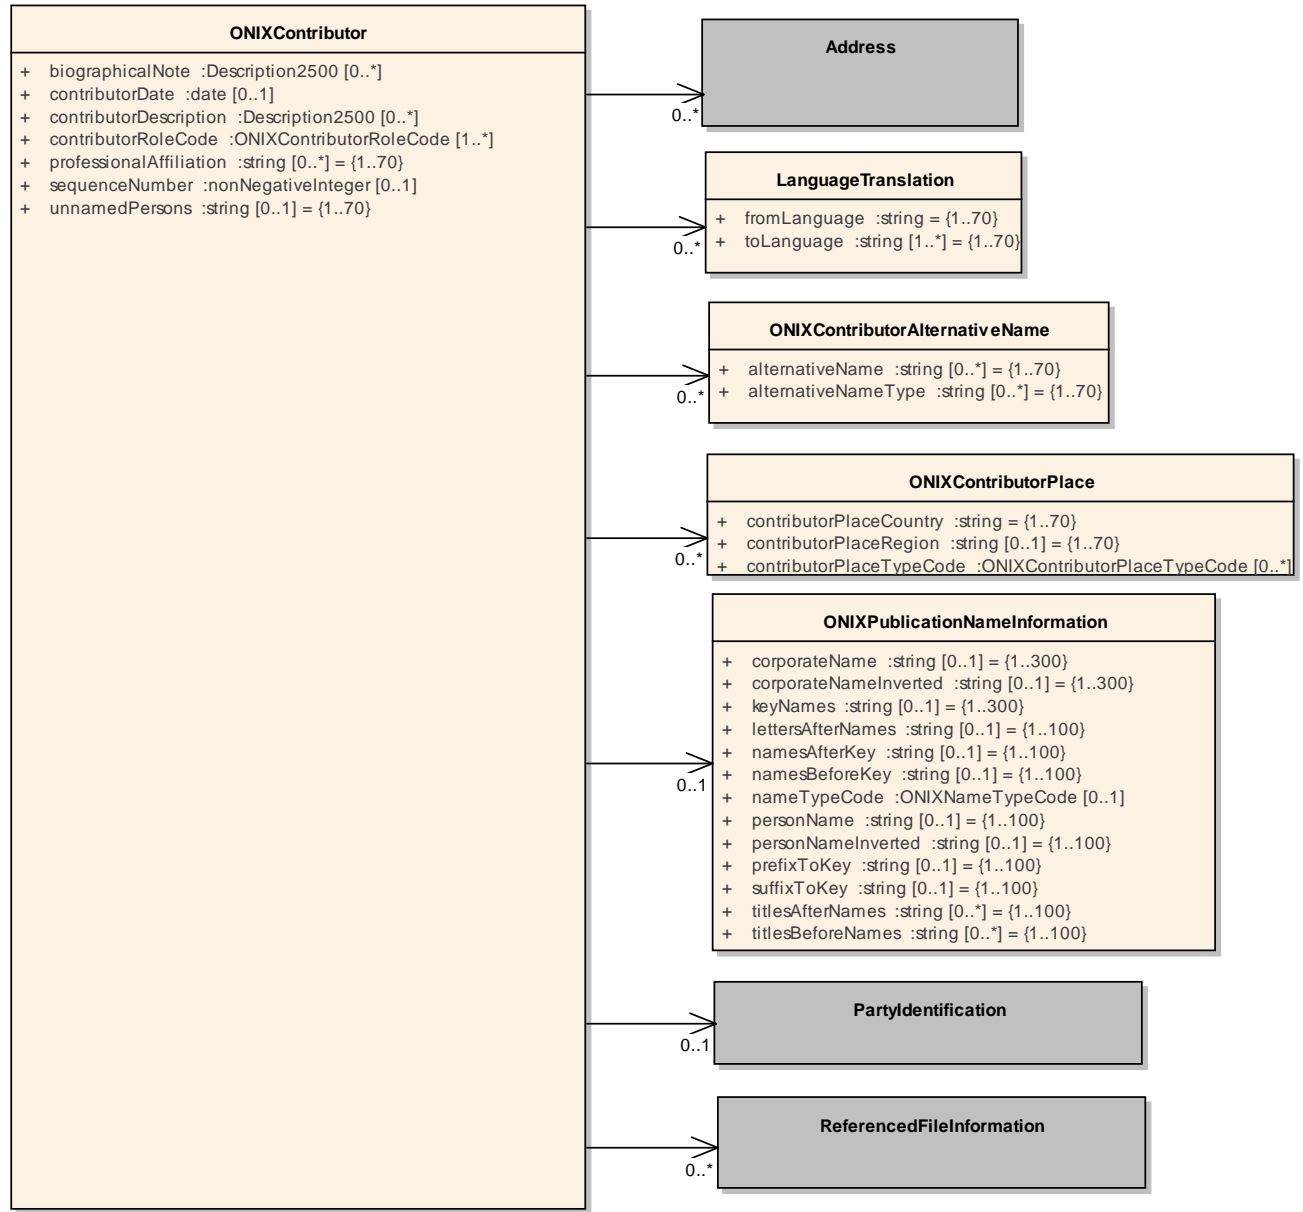 ONIXContributor
+ biographicalNote :Description2500 [0..*]
+ contributorDate :date [0..1]
+ contributorDescription :Description2500 [0..*]
+ contributorRoleCode :ONIXContributorRoleCode [1..*]
+ professionalAffiliation :string [0..*] = {1..70}
+ sequenceNumber :nonNegativeInteger [0..1]
+ unnamedPersons :string [0..1] = {1..70}
Address
0..*
LanguageTranslation
+ fromLanguage :string = {1..70}
+ toLanguage :string [1..*] = {1..70}
0..*
ONIXContributorAlternativeName
+ alternativeName :string [0..*] = {1..70}
+ alternativeNameType :string [0..*] = {1..70}
0..*
ONIXContributorPlace
+ contributorPlaceCountry :string = {1..70}
+ contributorPlaceRegion :string [0..1] = {1..70}
+ contributorPlaceTypeCode :ONIXContributorPlaceTypeCode [0..*]
0..*
ONIXPublicationNameInformation
+ corporateName :string [0..1] = {1..300}
+ corporateNameInverted :string [0..1] = {1..300}
+ keyNames :string [0..1] = {1..300}
+ lettersAfterNames :string [0..1] = {1..100}
+ namesAfterKey :string [0..1] = {1..100}
+ namesBeforeKey :string [0..1] = {1..100}
+ nameTypeCode :ONIXNameTypeCode [0..1]
+ personName :string [0..1] = {1..100}
+ personNameInverted :string [0..1] = {1..100}
+ prefixToKey :string [0..1] = {1..100}
+ suffixToKey :string [0..1] = {1..100}
+ titlesAfterNames :string [0..*] = {1..100}
+ titlesBeforeNames :string [0..*] = {1..100}
0..1
PartyIdentification
0..1
ReferencedFileInformation
0..*